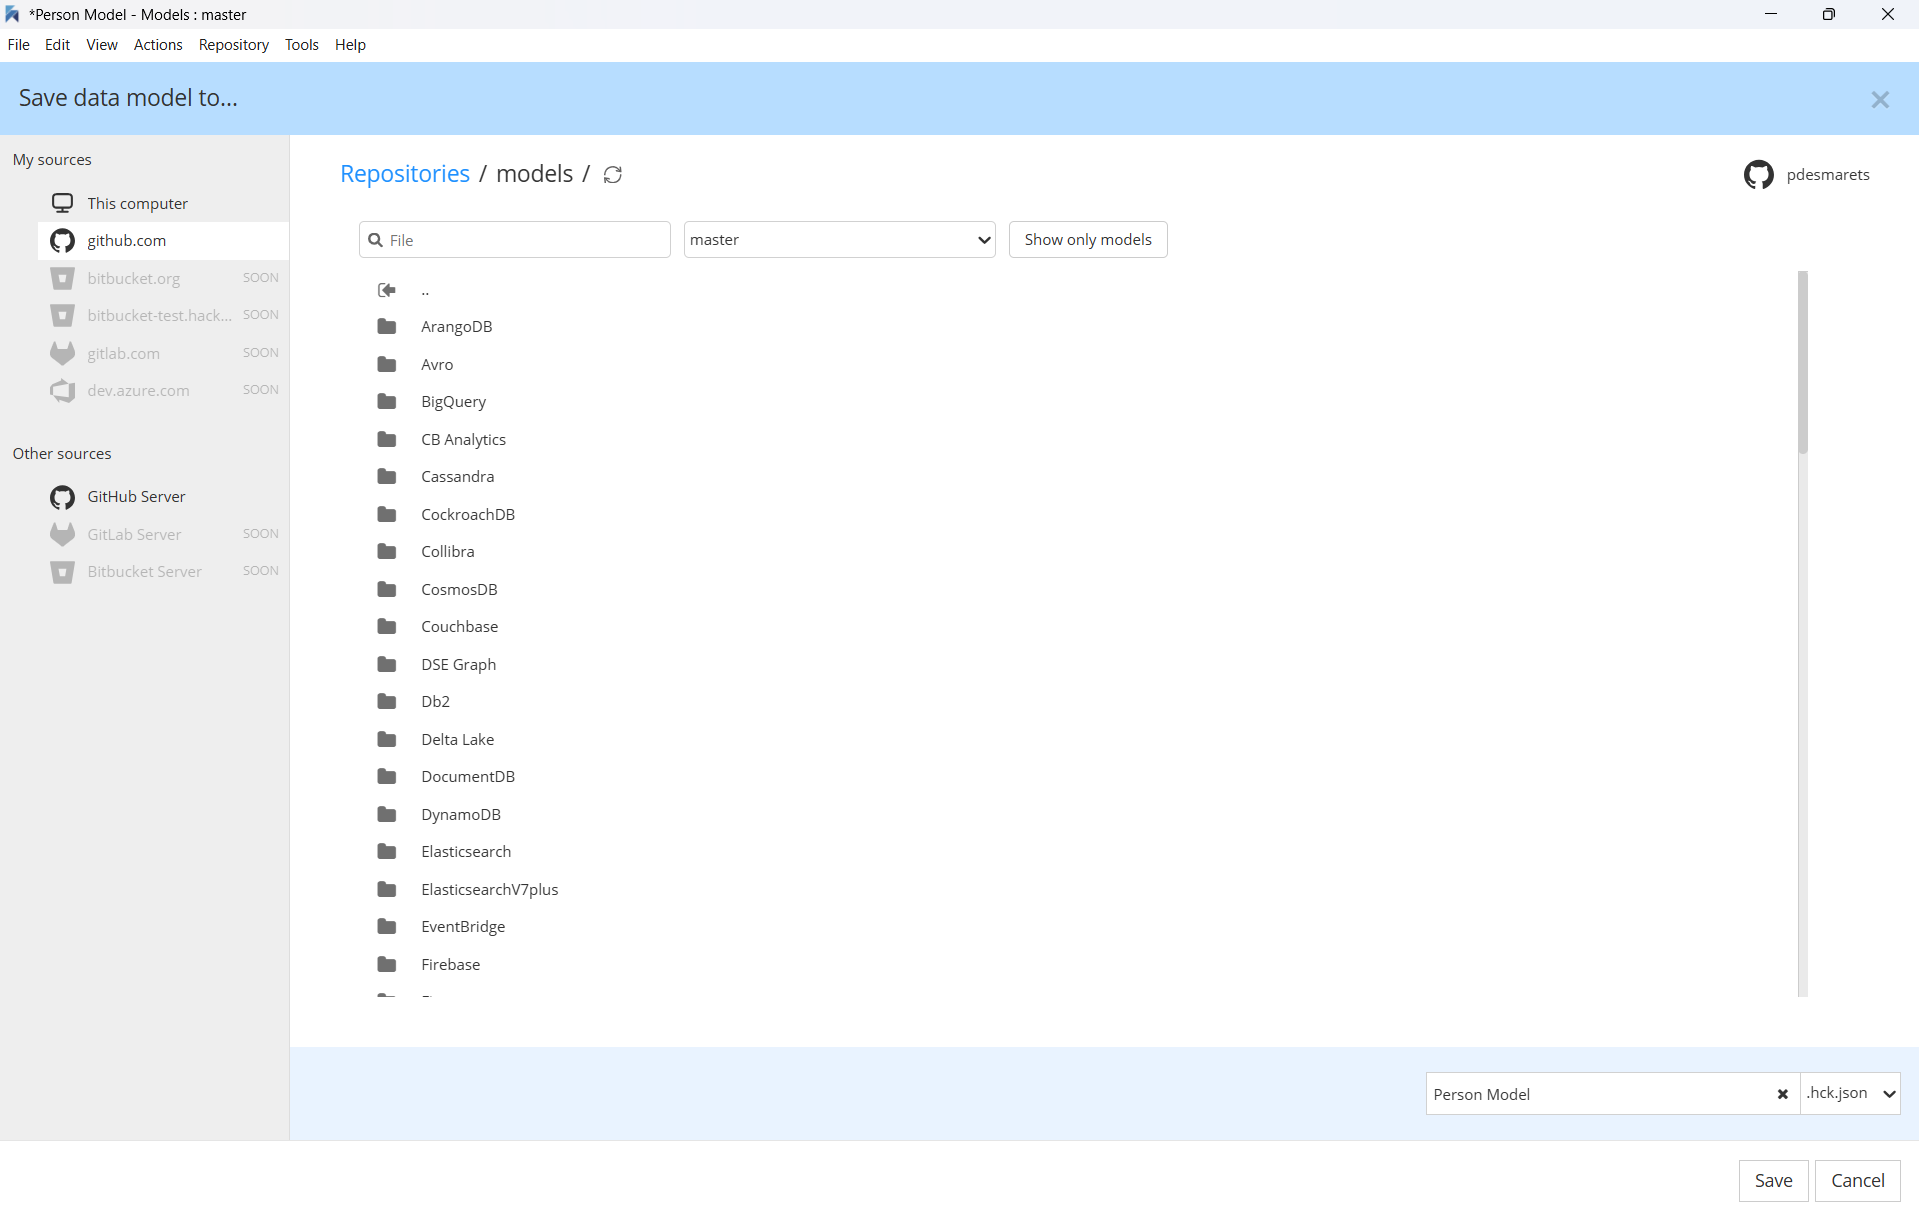 *Person Model - Models : master
File Edit View Actions Repository Tools Help
Save data model to...
My sources
This computer
github.com
bitbucket.org SOON
bitbucket-test.hack... SOON
gitlab.com SOON
dev.azure.com SOON
Other sources
GitHub Server
GitLab Server SOON
Bitbucket Server SOON
Repositories / models /
pdesmarets
File
master
Show only models
..
ArangoDB
Avro
BigQuery
CB Analytics
Cassandra
CockroachDB
Collibra
CosmosDB
Couchbase
DSE Graph
Db2
Delta Lake
DocumentDB
DynamoDB
Elasticsearch
ElasticsearchV7plus
EventBridge
Firebase
Person Model
.hck.json
Save
Cancel